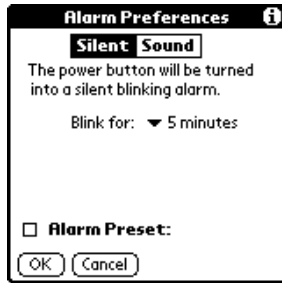 Alarm Preferences i
Silent Sound
The power button will be turned
into a silent blinking alarm.
Blink for: 5 minutes
Alarm Preset:
OK Cancel